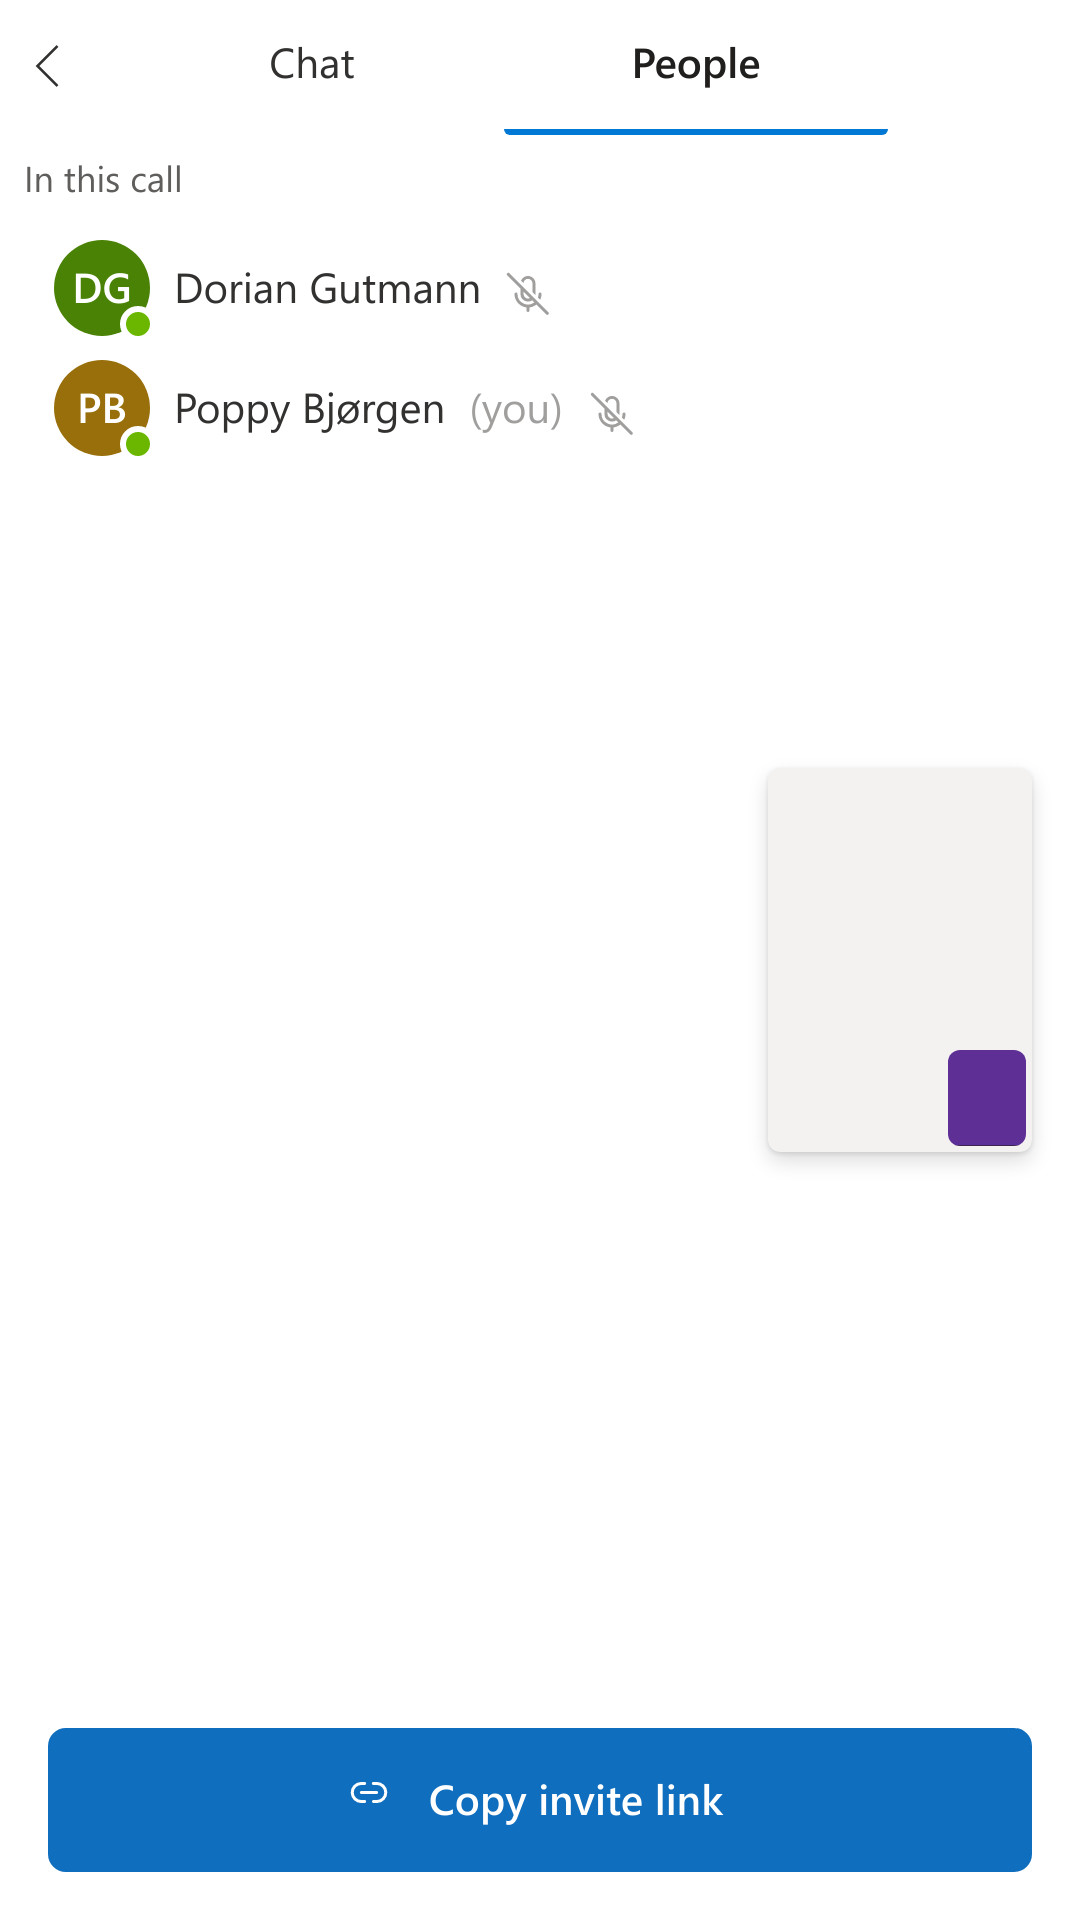 Chat People
In this call
DG Dorian Gutmann
PB Poppy Bjørgen (you)
Copy invite link